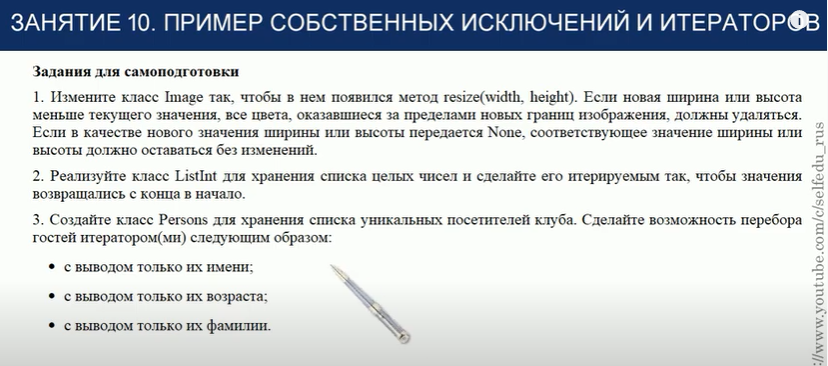 ЗАНЯТИЕ 10. ПРИМЕР СОБСТВЕННЫХ ИСКЛЮЧЕНИЙ И ИТЕРАТОРОВ
Задания для самоподготовки
1. Измените класс Image так, чтобы в нем появился метод resize(width, height). Если новая ширина или высота
меньше текущего значения, все цвета, оказавшиеся за пределами новых границ изображения, должны удаляться.
Если в качестве нового значения ширины или высоты передается None, соответствующее значение ширины или
высоты должно оставаться без изменений.
2. Реализуйте класс ListInt для хранения списка целых чисел и сделайте его итерируемым так, чтобы значения
возвращались с конца в начало.
3. Создайте класс Persons для хранения списка уникальных посетителей клуба. Сделайте возможность перебора
гостей итератором(ми) следующим образом:
• с выводом только их имени;
• с выводом только их возраста;
• с выводом только их фамилии.
://www.youtube.com/c/selfedu_rus